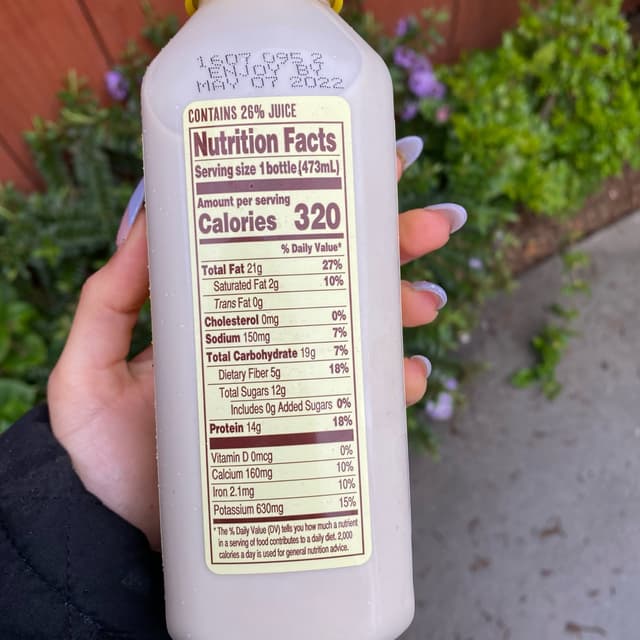 1607 095 2
ENJOY BY
MAY 07 2022
CONTAINS 26% JUICE
Nutrition Facts
Serving size 1 bottle (473mL)
Amount per serving
Calories 320
% Daily Value*
Total Fat 21g 27%
Saturated Fat 2g 10%
Trans Fat 0g
Cholesterol 0mg 0%
Sodium 150mg 7%
Total Carbohydrate 19g 7%
Dietary Fiber 5g 18%
Total Sugars 12g
Includes 0g Added Sugars 0%
Protein 14g 18%
Vitamin D 0mcg 0%
Calcium 160mg 10%
Iron 2.1mg 10%
Potassium 630mg 15%
* The % Daily Value (DV) tells you how much a nutrient
in a serving of food contributes to a daily diet. 2,000
calories a day is used for general nutrition advice.